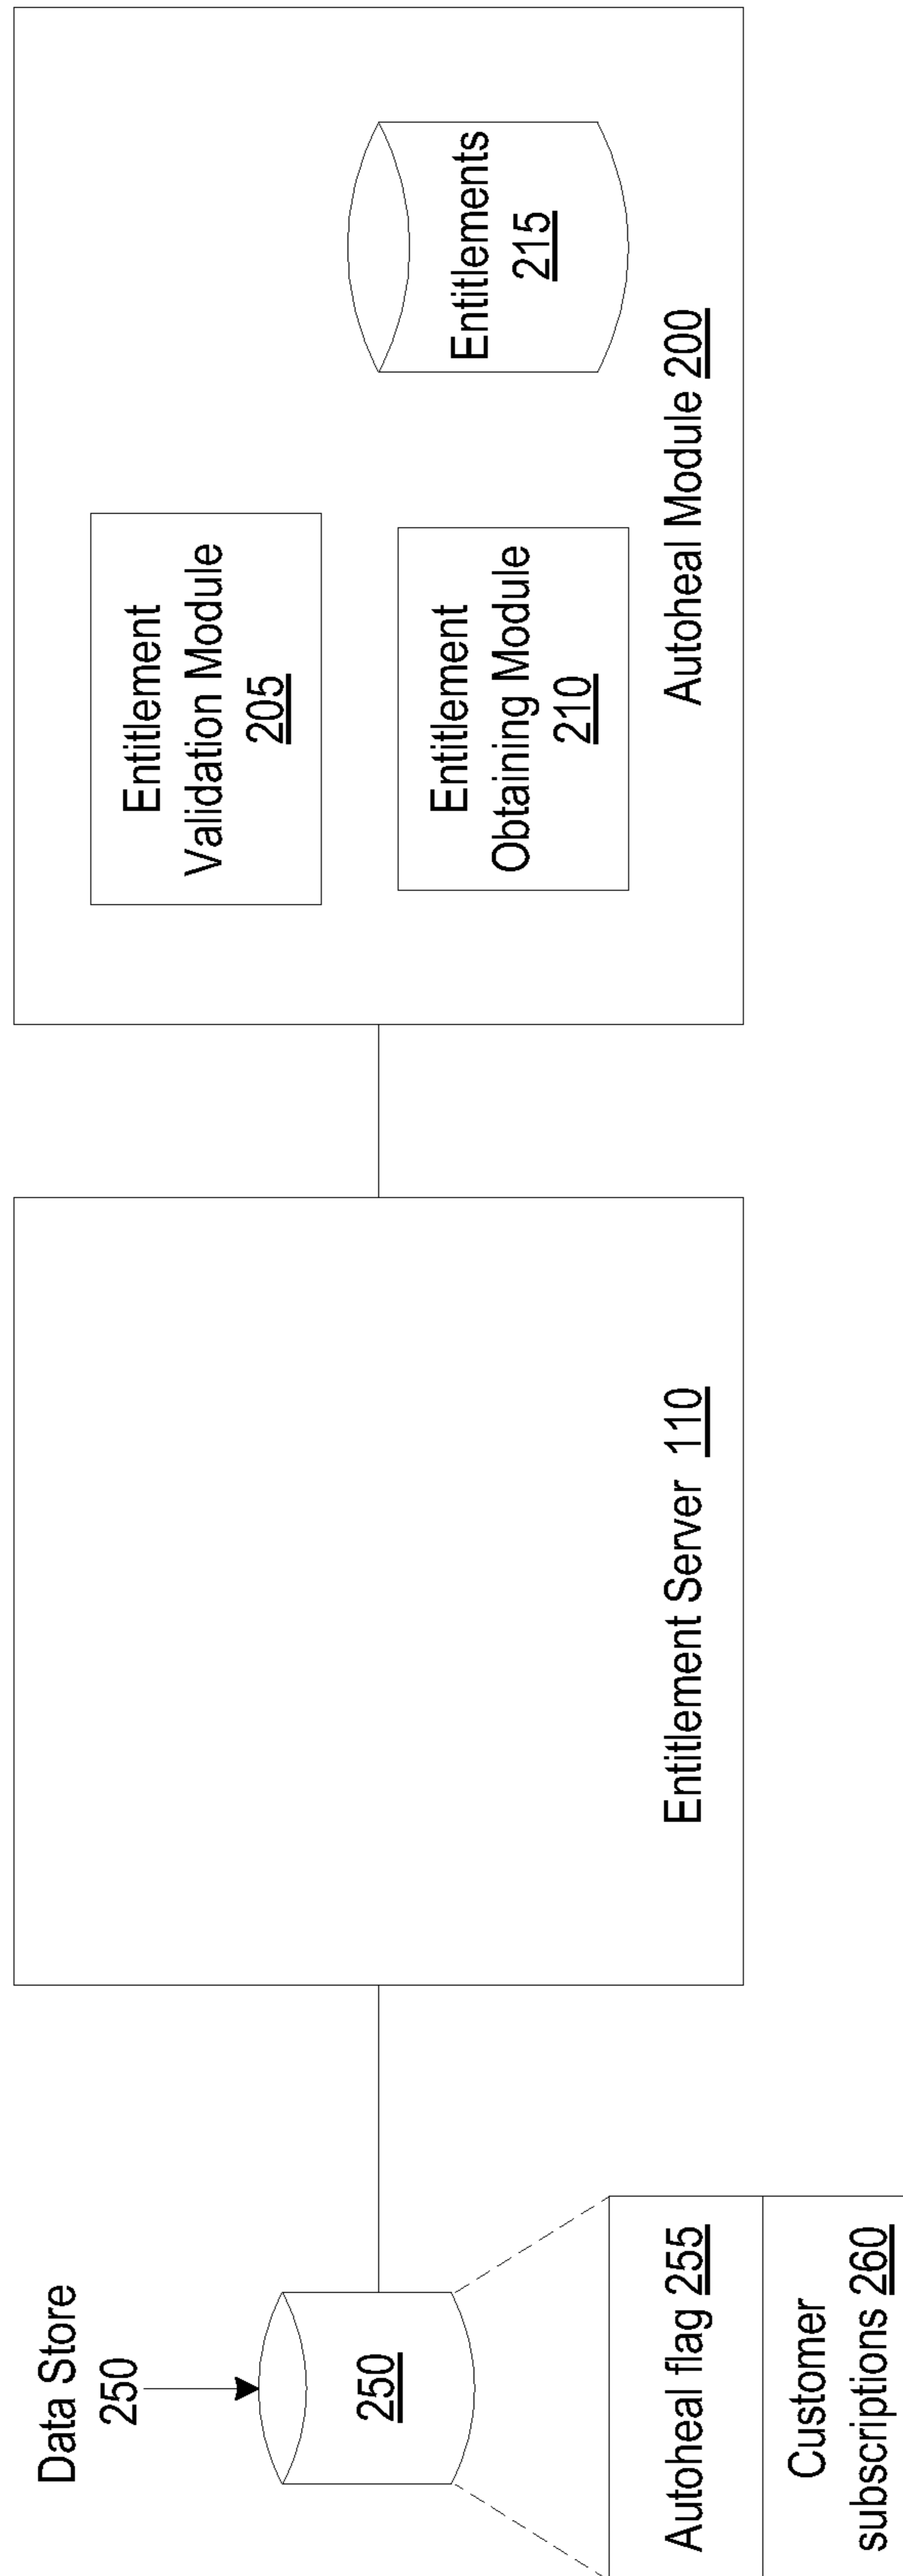 Data Store
250
250
Autoheal flag 255
Customer
subscriptions 260
Entitlement Server 110
Entitlement
Validation Module
205
Entitlement
Obtaining Module
210
Entitlements
215
Autoheal Module 200